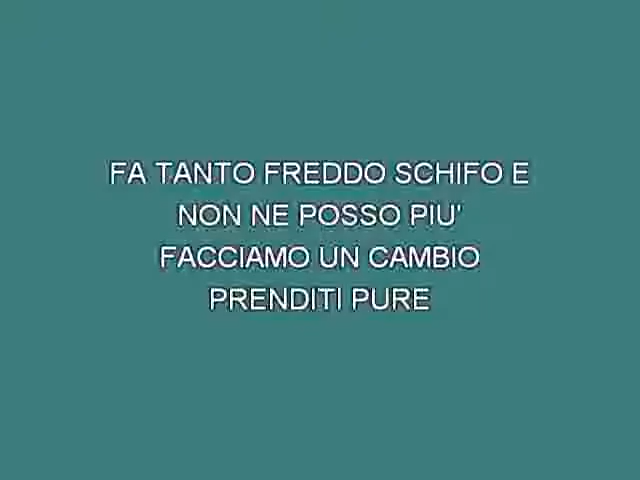 FA TANTO FREDDO SCHIFO E
NON NE POSSO PIU'
FACCIAMO UN CAMBIO
PRENDITI PURE